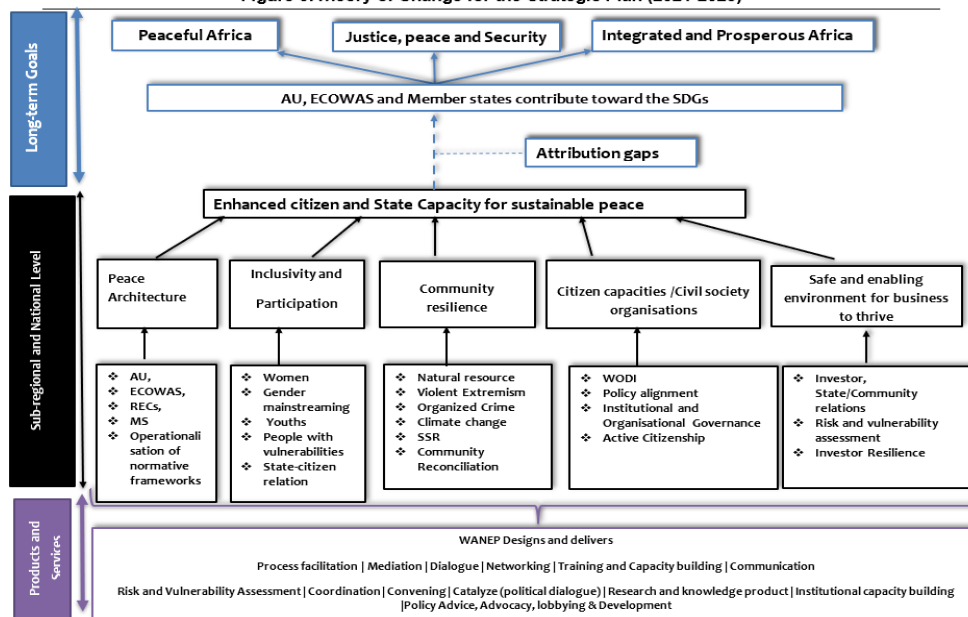 Long-term Goals
Peaceful Africa
Justice, peace and Security
Integrated and Prosperous Africa
AU, ECOWAS and Member states contribute toward the SDGs
Attribution gaps
Sub-regional and National Level
Enhanced citizen and State Capacity for sustainable peace
Peace
Architecture
Inclusivity and
Participation
Community
resilience
Citizen capacities /Civil society
organisations
Safe and enabling
environment for business
to thrive
❖ AU,
❖ ECOWAS,
❖ RECs,
❖ MS
❖ Operationali
sation of
normative
frameworks
❖ Women
❖ Gender
mainstreaming
❖ Youths
❖ People with
vulnerabilities
❖ State-citizen
relation
❖ Natural resource
❖ Violent Extremism
❖ Organized Crime
❖ Climate change
❖ SSR
❖ Community
Reconciliation
❖ WODI
❖ Policy alignment
❖ Institutional and
Organisational Governance
❖ Active Citizenship
❖ Investor,
State/Community
relations
❖ Risk and vulnerability
assessment
❖ Investor Resilience
Products and
Services
WANEP Designs and delivers
Process facilitation | Mediation | Dialogue | Networking | Training and Capacity building | Communication
Risk and Vulnerability Assessment | Coordination | Convening | Catalyze (political dialogue) | Research and knowledge product | Institutional capacity building
|Policy Advice, Advocacy, lobbying & Development